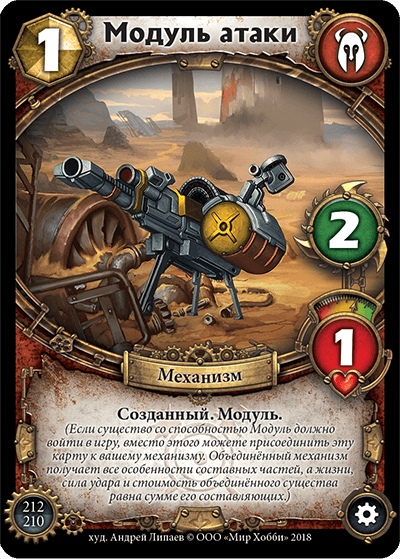 1
Модуль атаки
2
1
Механизм
Созданный. Модуль.
(Если существо со способностью Модуль должно
войти в игру, вместо этого можете присоединить эту
карту к вашему механизму. Объединённый механизм
получает все особенности составных частей, а жизни,
сила удара и стоимость объединённого существа
равна сумме его составляющих.)
212
210
худ. Андрей Липаев © ООО «Мир Хобби» 2018